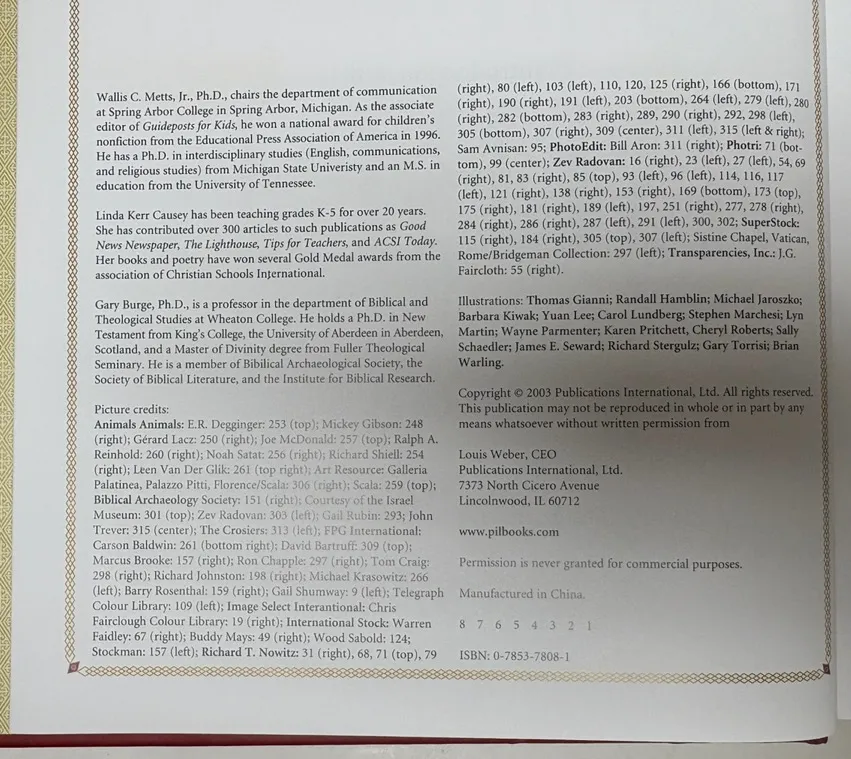 Wallis C. Metts, Jr., Ph.D., chairs the department of communication
at Spring Arbor College in Spring Arbor, Michigan. As the associate
editor of Guideposts for Kids, he won a national award for children's
nonfiction from the Educational Press Association of America in 1996.
He has a Ph.D. in interdisciplinary studies (English, communications,
and religious studies) from Michigan State Univeristy and an M.S. in
education from the University of Tennessee.
Linda Kerr Causey has been teaching grades K-5 for over 20 years.
She has contributed over 300 articles to such publications as Good
News Newspaper, The Lighthouse, Tips for Teachers, and ACSI Today.
Her books and poetry have won several Gold Medal awards from the
association of Christian Schools International.
Gary Burge, Ph.D., is a professor in the department of Biblical and
Theological Studies at Wheaton College. He holds a Ph.D. in New
Testament from King's College, the University of Aberdeen in Aberdeen,
Scotland, and a Master of Divinity degree from Fuller Theological
Seminary. He is a member of Bibilical Archaeological Society, the
Society of Biblical Literature, and the Institute for Biblical Research.
Picture credits:
Animals Animals: E.R. Degginger: 253 (top); Mickey Gibson: 248
(right); Gérard Lacz: 250 (right); Joe McDonald: 257 (top); Ralph A.
Reinhold: 260 (right); Noah Satat: 256 (right); Richard Shiell: 254
(right); Leen Van Der Glik: 261 (top right); Art Resource: Galleria
Palatinea, Palazzo Pitti, Florence/Scala: 306 (right); Scala: 259 (top);
Biblical Archaeology Society: 151 (right); Courtesy of the Israel
Museum: 301 (top); Zev Radovan: 303 (left); Gail Rubin: 293; John
Trever: 315 (center); The Crosiers: 313 (left); FPG International:
Carson Baldwin: 261 (bottom right); David Bartruff: 309 (top);
Marcus Brooke: 157 (right); Ron Chapple: 297 (right); Tom Craig:
298 (right); Richard Johnston: 198 (right); Michael Krasowitz: 266
(left); Barry Rosenthal: 159 (right); Gail Shumway: 9 (left); Telegraph
Colour Library: 109 (left); Image Select Interantional: Chris
Fairclough Colour Library: 19 (right); International Stock: Warren
Faidley: 67 (right); Buddy Mays: 49 (right); Wood Sabold: 124;
Stockman: 157 (left); Richard T. Nowitz: 31 (right), 68, 71 (top), 79
(right), 80 (left), 103 (left), 110, 120, 125 (right), 166 (bottom), 171
(right), 190 (right), 191 (left), 203 (bottom), 264 (left), 279 (left), 280
(right), 282 (bottom), 283 (right), 289, 290 (right), 292, 298 (left),
305 (bottom), 307 (right), 309 (center), 311 (left), 315 (left & right);
Sam Avnisan: 95; PhotoEdit: Bill Aron: 311 (right); Photri: 71 (bot-
tom), 99 (center); Zev Radovan: 16 (right), 23 (left), 27 (left), 54, 69
(right), 81, 83 (right), 85 (top), 93 (left), 96 (left), 114, 116, 117
(left), 121 (right), 138 (right), 153 (right), 169 (bottom), 173 (top),
175 (right), 181 (right), 189 (left), 197, 251 (right), 277, 278 (right),
284 (right), 286 (right), 287 (left), 291 (left), 300, 302; SuperStock:
115 (right), 184 (right), 305 (top), 307 (left); Sistine Chapel, Vatican,
Rome/Bridgeman Collection: 297 (left); Transparencies, Inc.: J.G.
Faircloth: 55 (right).
Illustrations: Thomas Gianni; Randall Hamblin; Michael Jaroszko;
Barbara Kiwak; Yuan Lee; Carol Lundberg; Stephen Marchesi; Lyn
Martin; Wayne Parmenter; Karen Pritchett, Cheryl Roberts; Sally
Schaedler; James E. Seward; Richard Stergulz; Gary Torrisi; Brian
Warling.
Copyright © 2003 Publications International, Ltd. All rights reserved.
This publication may not be reproduced in whole or in part by any
means whatsoever without written permission from
Louis Weber, CEO
Publications International, Ltd.
7373 North Cicero Avenue
Lincolnwood, IL 60712
www.pilbooks.com
Permission is never granted for commercial purposes.
Manufactured in China.
8 7 6 5 4 3 2 1
ISBN: 0-7853-7808-1